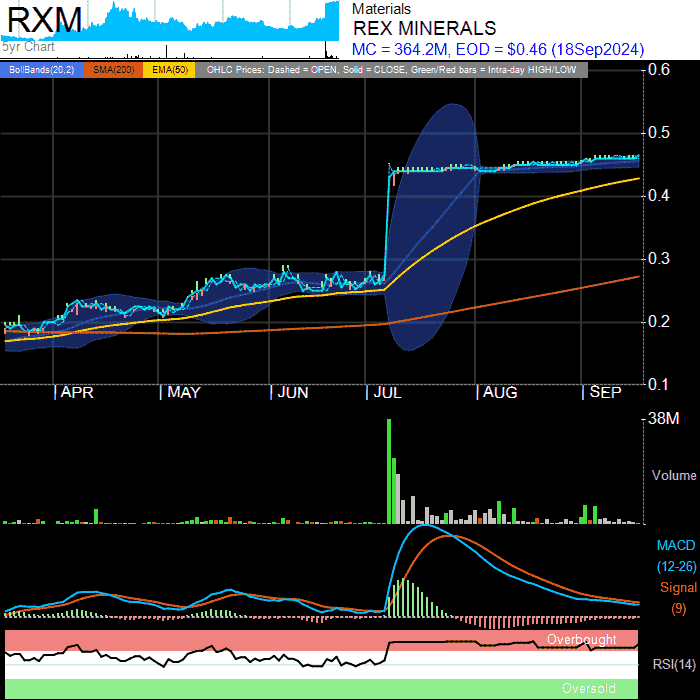 RXM
5yr Chart
Materials
REX MINERALS
MC = 364.2M, EOD = $0.46 (18Sep2024)
BollBands(20,2) SMA(200) EMA(50) OHLC Prices: Dashed = OPEN, Solid = CLOSE, Green/Red bars = Intra-day HIGH/LOW
0.6
0.5
0.4
0.3
0.2
0.1
APR MAY JUN JUL AUG SEP
38M
Volume
MACD
(12-26)
Signal
(9)
Overbought
RSI(14)
Oversold